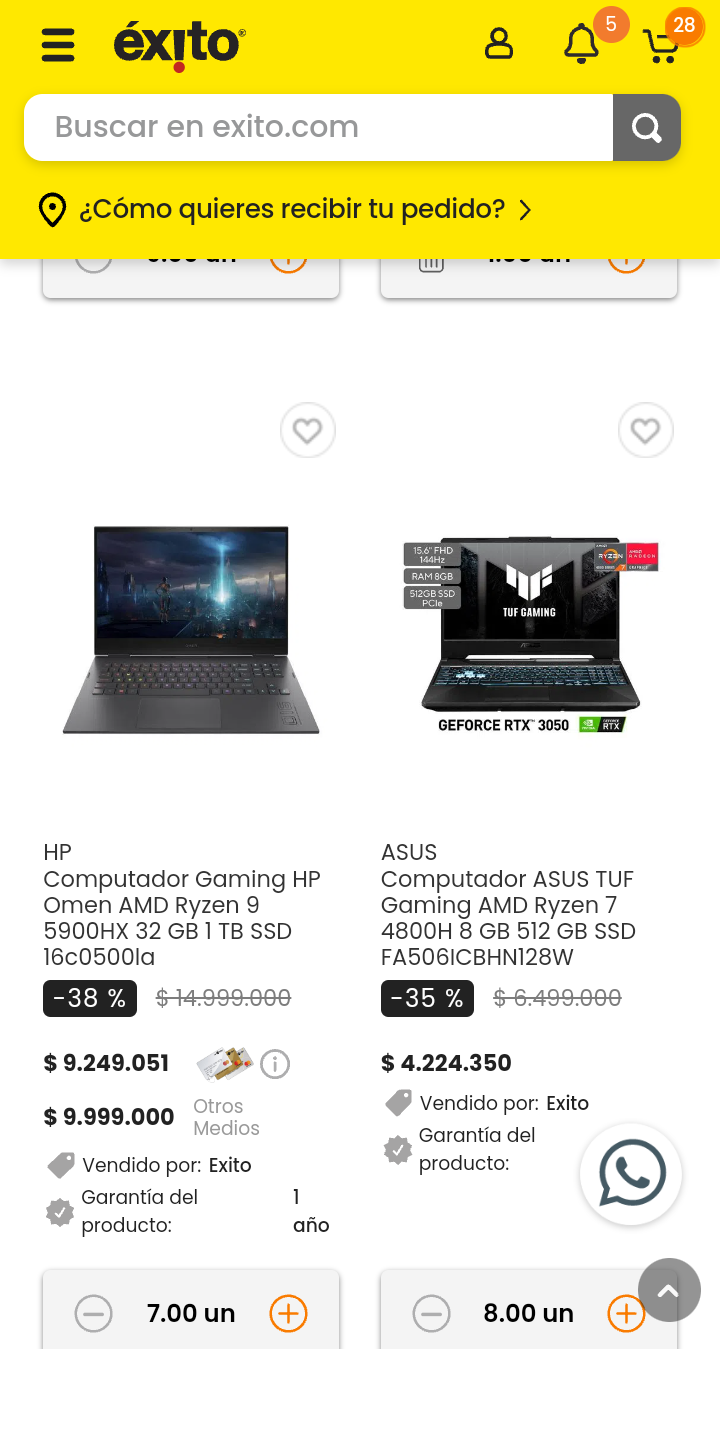 éxito®
5
28
Buscar en exito.com
¿Cómo quieres recibir tu pedido?
15.6" FHD
144Hz
RAM 8GB
512GB SSD
PCIe
RYZEN
7
RADEON
TUF GAMING
GEFORCE RTX™ 3050
RTX
HP
Computador Gaming HP
Omen AMD Ryzen 9
5900HX 32 GB 1 TB SSD
16c0500la
-38 %
$ 14.999.000
$ 9.249.051
$ 9.999.000
Otros
Medios
Vendido por: Exito
Garantía del
producto:
1
año
7.00 un
ASUS
Computador ASUS TUF
Gaming AMD Ryzen 7
4800H 8 GB 512 GB SSD
FA506ICBHN128W
-35 %
$ 6.499.000
$ 4.224.350
Vendido por: Exito
Garantía del
producto:
8.00 un